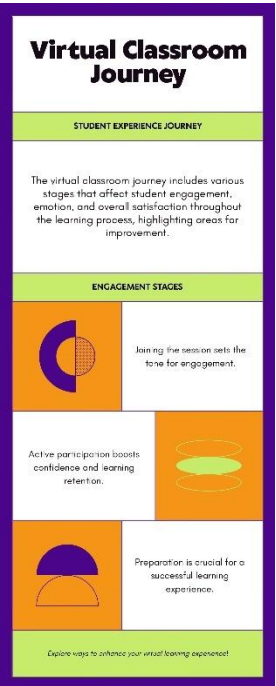 Virtual Classroom
Journey
STUDENT EXPERIENCE JOURNEY
The virtual classroom journey includes various
stages that affect student engagement,
emotion, and overall satisfaction throughout
the learning process, highlighting areas for
improvement.
ENGAGEMENT STAGES
Joining the session sets the
tone for engagement.
Active participation boosts
confidence and learning
retention.
Preparation is crucial for a
successful learning
experience.
Explore ways to enhance your virtual learning experience!